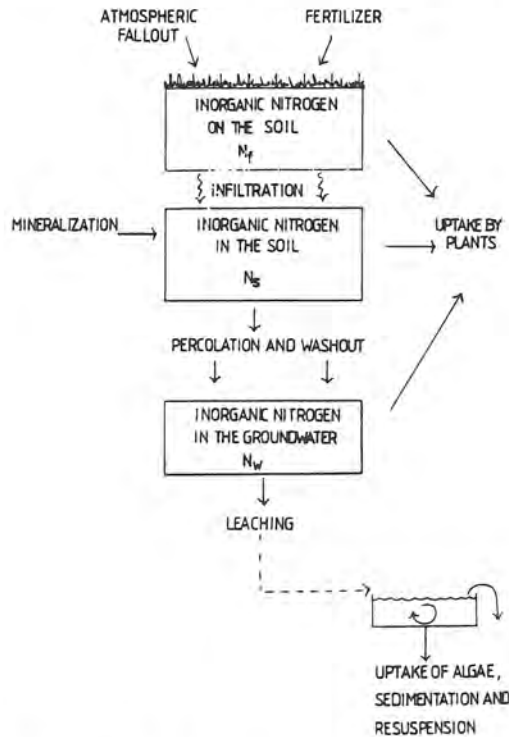 ATMOSPHERIC
FALLOUT
FERTILIZER
INORGANIC NITROGEN
ON THE SOIL
Nf
INFILTRATION
MINERALIZATION
INORGANIC NITROGEN
IN THE SOIL
Ns
UPTAKE BY
PLANTS
PERCOLATION AND WASHOUT
INORGANIC NITROGEN
IN THE GROUNDWATER
Nw
LEACHING
UPTAKE OF ALGAE,
SEDIMENTATION AND
RESUSPENSION